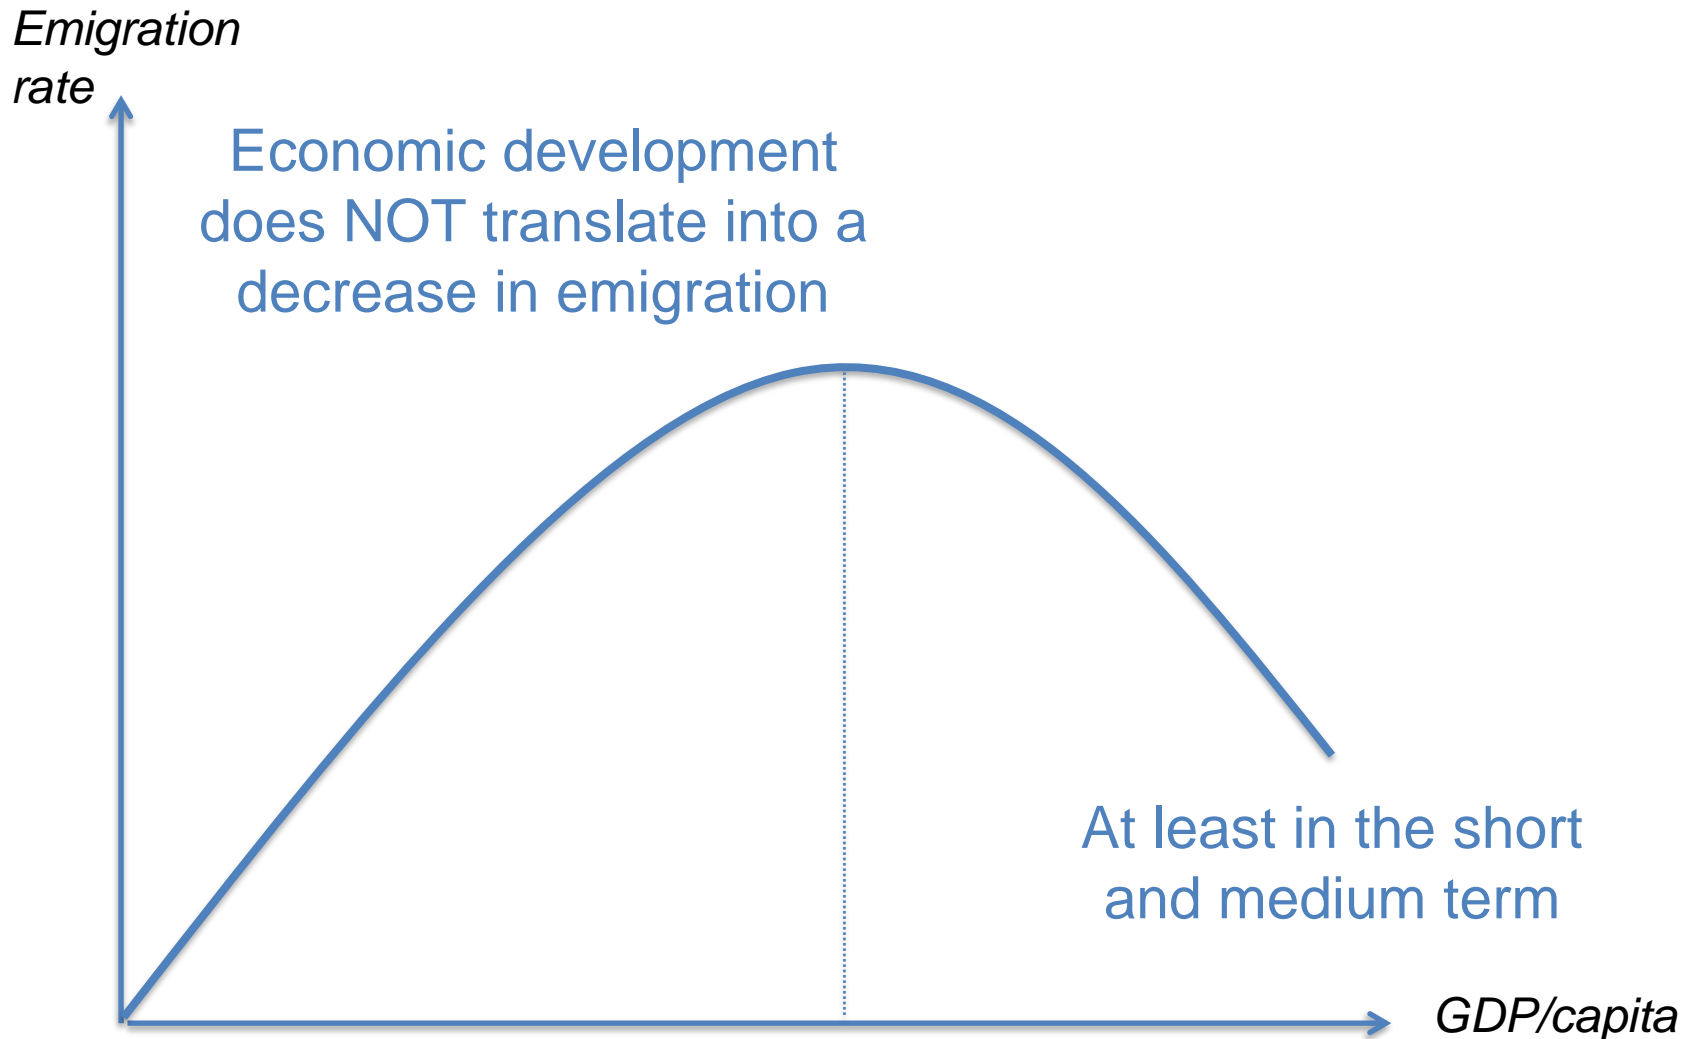 Emigration
rate
Economic development
does NOT translate into a
decrease in emigration
At least in the short
and medium term
GDP/capita